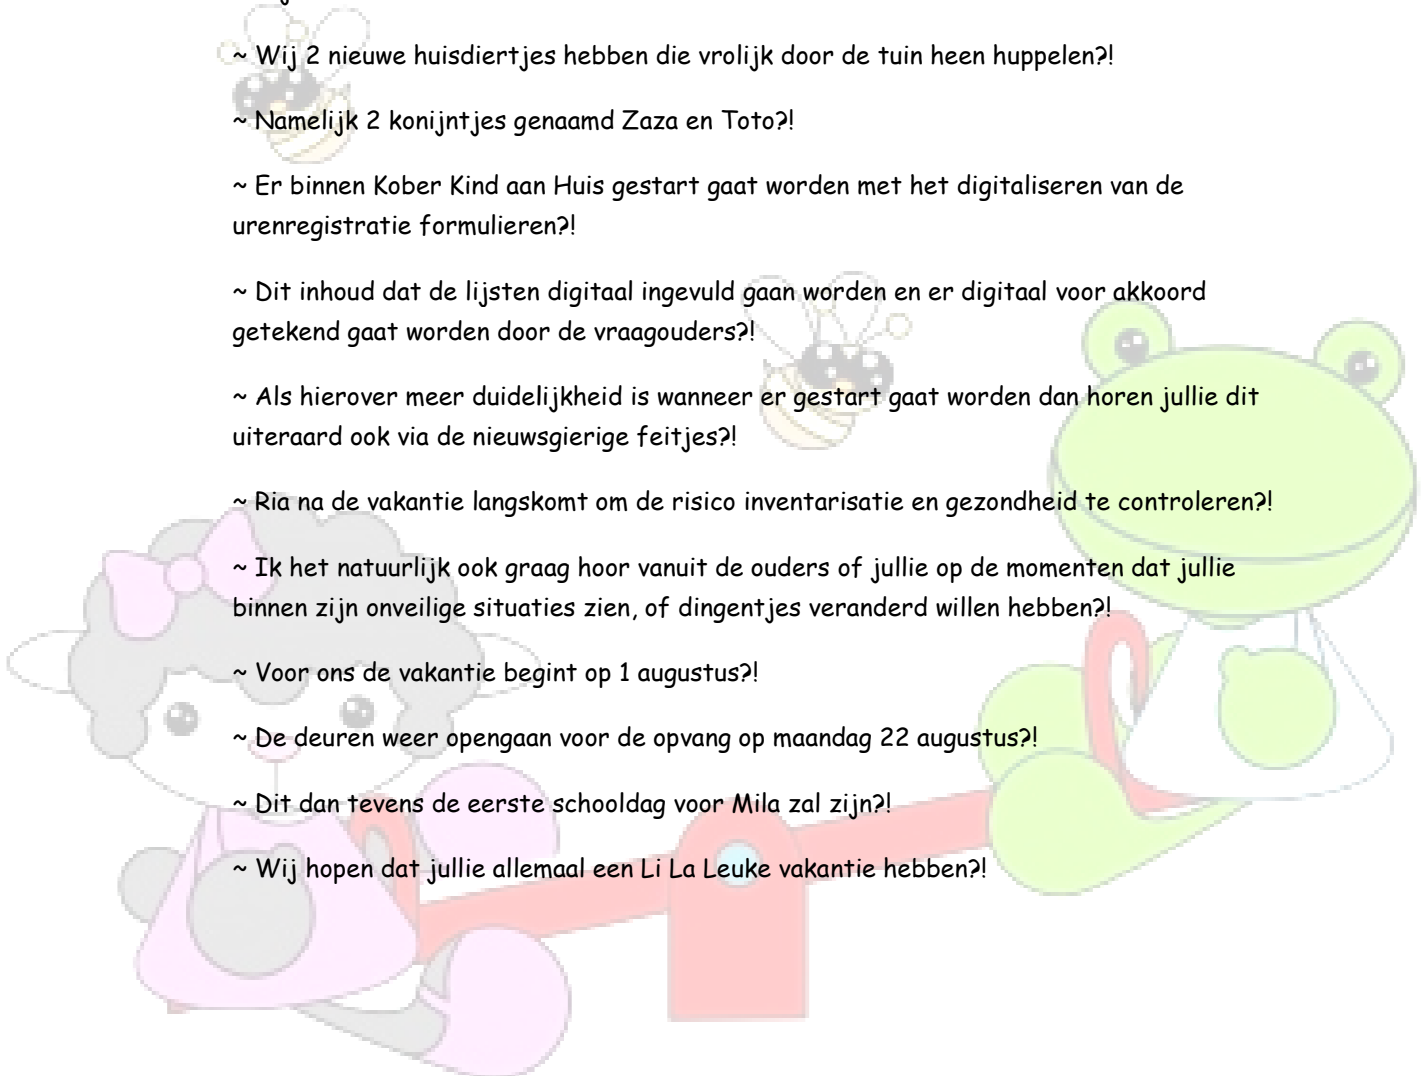 ~ Wij 2 nieuwe huisdiertjes hebben die vrolijk door de tuin heen huppelen?!
~ Namelijk 2 konijntjes genaamd Zaza en Toto?!
~ Er binnen Kober Kind aan Huis gestart gaat worden met het digitaliseren van de
urenregistratie formulieren?!
~ Dit inhoud dat de lijsten digitaal ingevuld gaan worden en er digitaal voor akkoord
getekend gaat worden door de vraagouders?!
~ Als hierover meer duidelijkheid is wanneer er gestart gaat worden dan horen jullie dit
uiteraard ook via de nieuwsgierige feitjes?!
~ Ria na de vakantie langskomt om de risico inventarisatie en gezondheid te controleren?!
~ Ik het natuurlijk ook graag hoor vanuit de ouders of jullie op de momenten dat jullie
binnen zijn onveilige situaties zien, of dingentjes veranderd willen hebben?!
~ Voor ons de vakantie begint op 1 augustus?!
~ De deuren weer opengaan voor de opvang op maandag 22 augustus?!
~ Dit dan tevens de eerste schooldag voor Mila zal zijn?!
~ Wij hopen dat jullie allemaal een Li La Leuke vakantie hebben?!